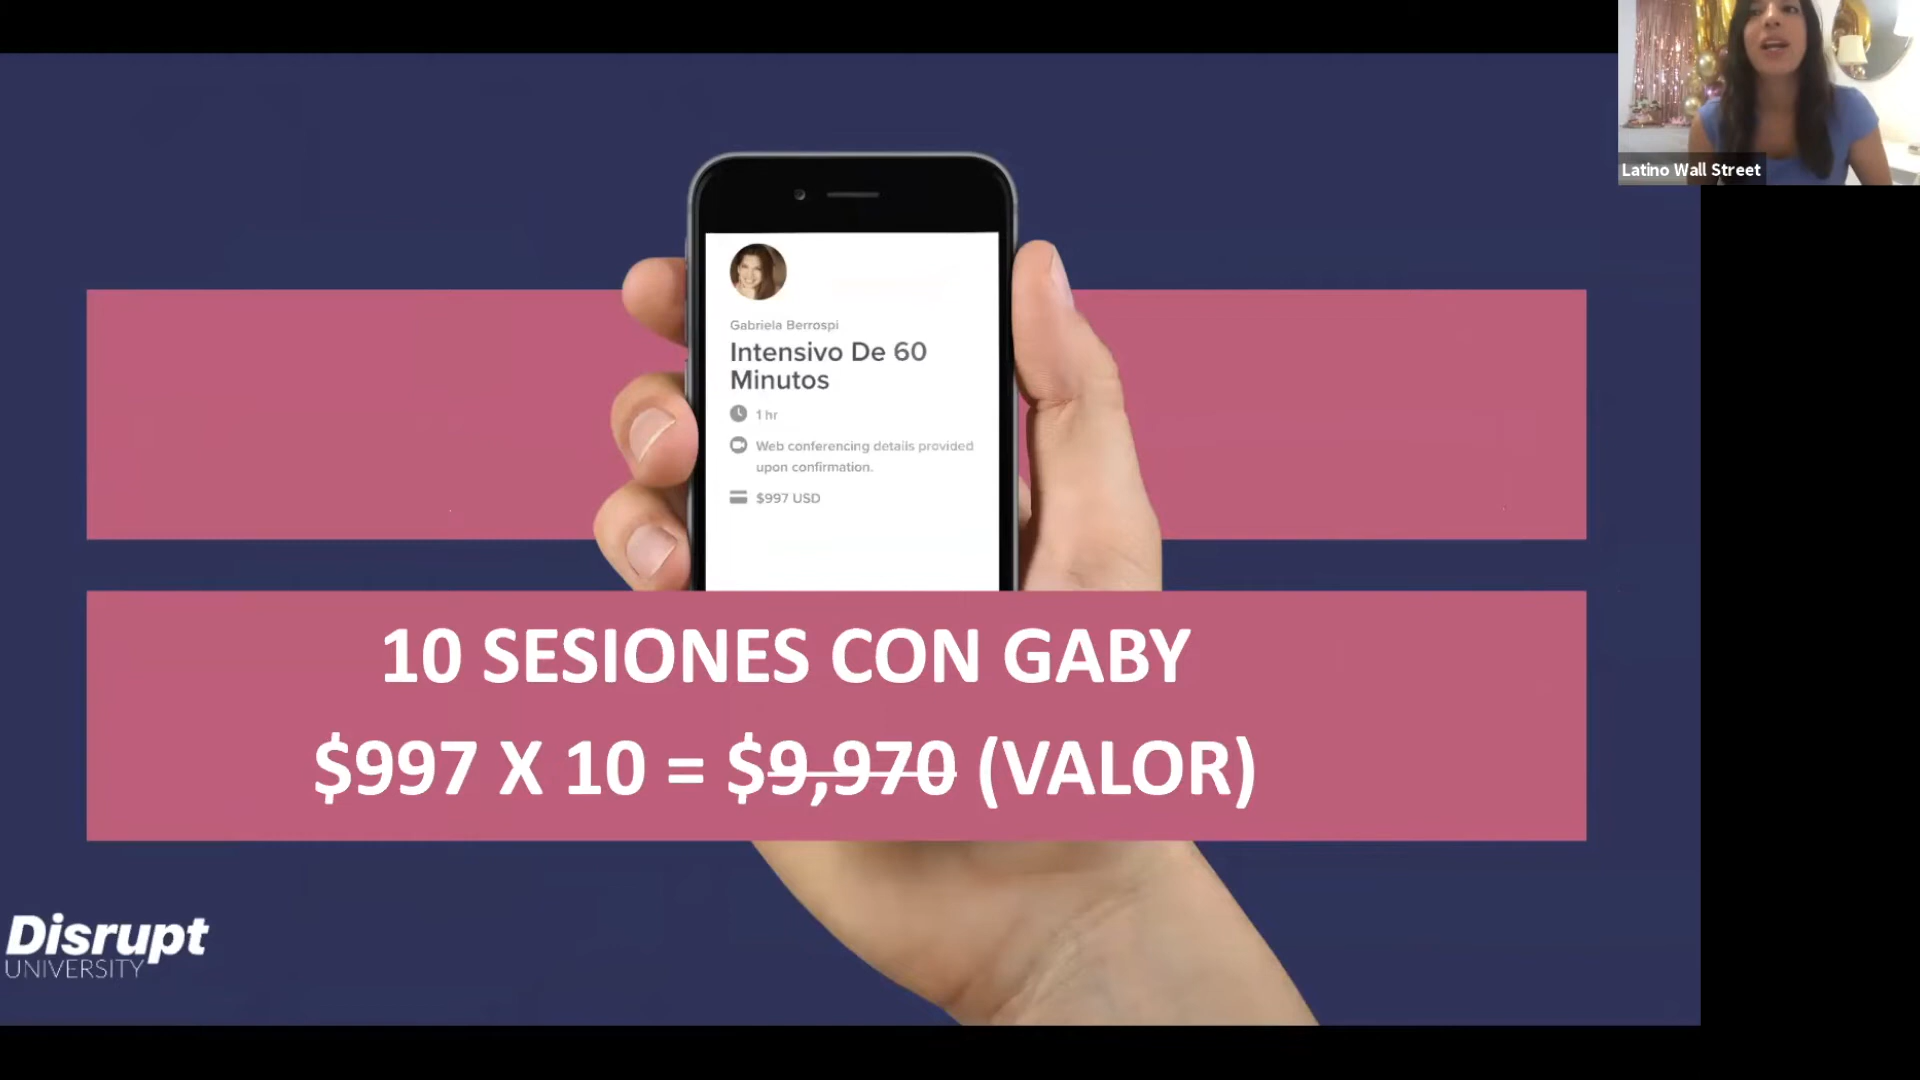 Latino Wall Street
Gabriela Berrospi
Intensivo De 60
Minutos
1 hr
Web conferencing details provided
upon confirmation.
$997 USD
10 SESIONES CON GABY
$997 X 10 = $9,970 (VALOR)
Disrupt
UNIVERSITY